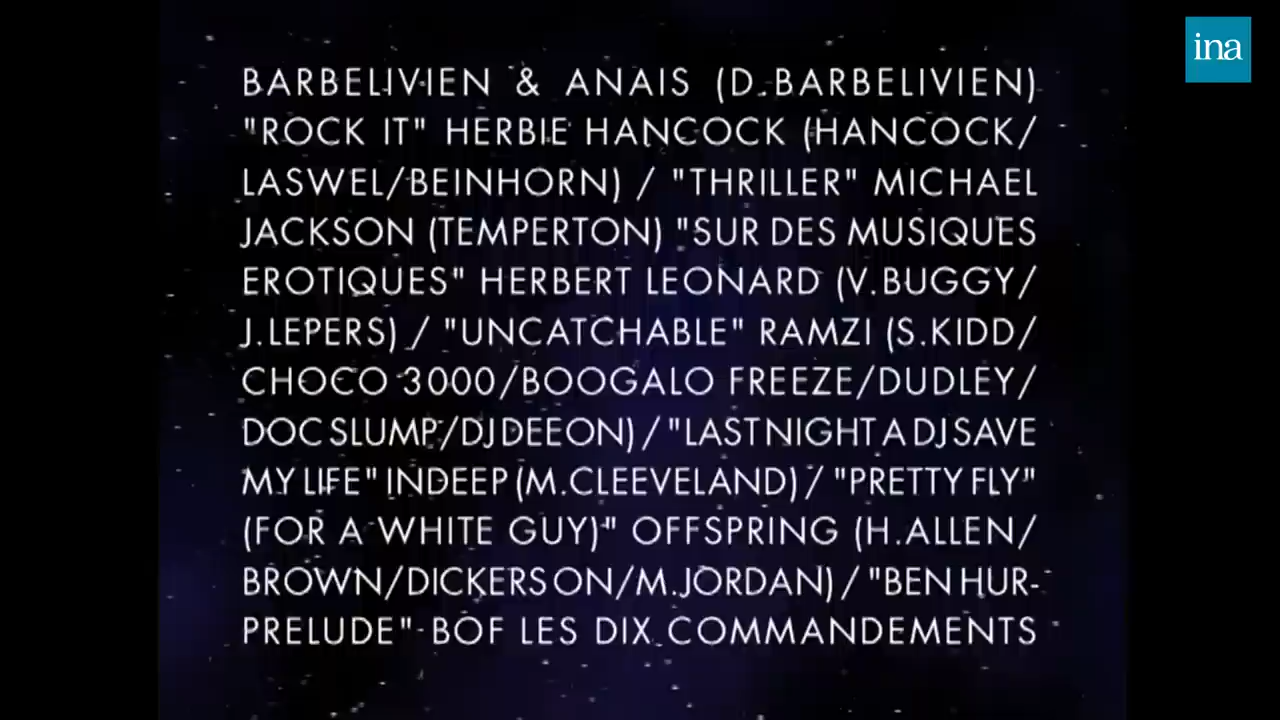 ina
BARBELIVIEN & ANAIS (D.BARBELIVIEN)
"ROCK IT" HERBIE HANCOCK (HANCOCK/
LASWEL/BEINHORN) / "THRILLER" MICHAEL
JACKSON (TEMPERTON) "SUR DES MUSIQUES
EROTIQUES" HERBERT LEONARD (V.BUGGY/
J.LEPERS) / "UNCATCHABLE" RAMZI (S.KIDD/
CHOCO 3000/BOOGALO FREEZE/DUDLEY/
DOC SLUMP/DJ DEEON) / "LAST NIGHT A DJ SAVE
MY LIFE" INDEEP (M.CLEEVELAND) / "PRETTY FLY"
(FOR A WHITE GUY)" OFFSPRING (H.ALLEN/
BROWN/DICKERSON/M.JORDAN) / "BEN HUR-
PRELUDE" BOF LES DIX COMMANDEMENTS